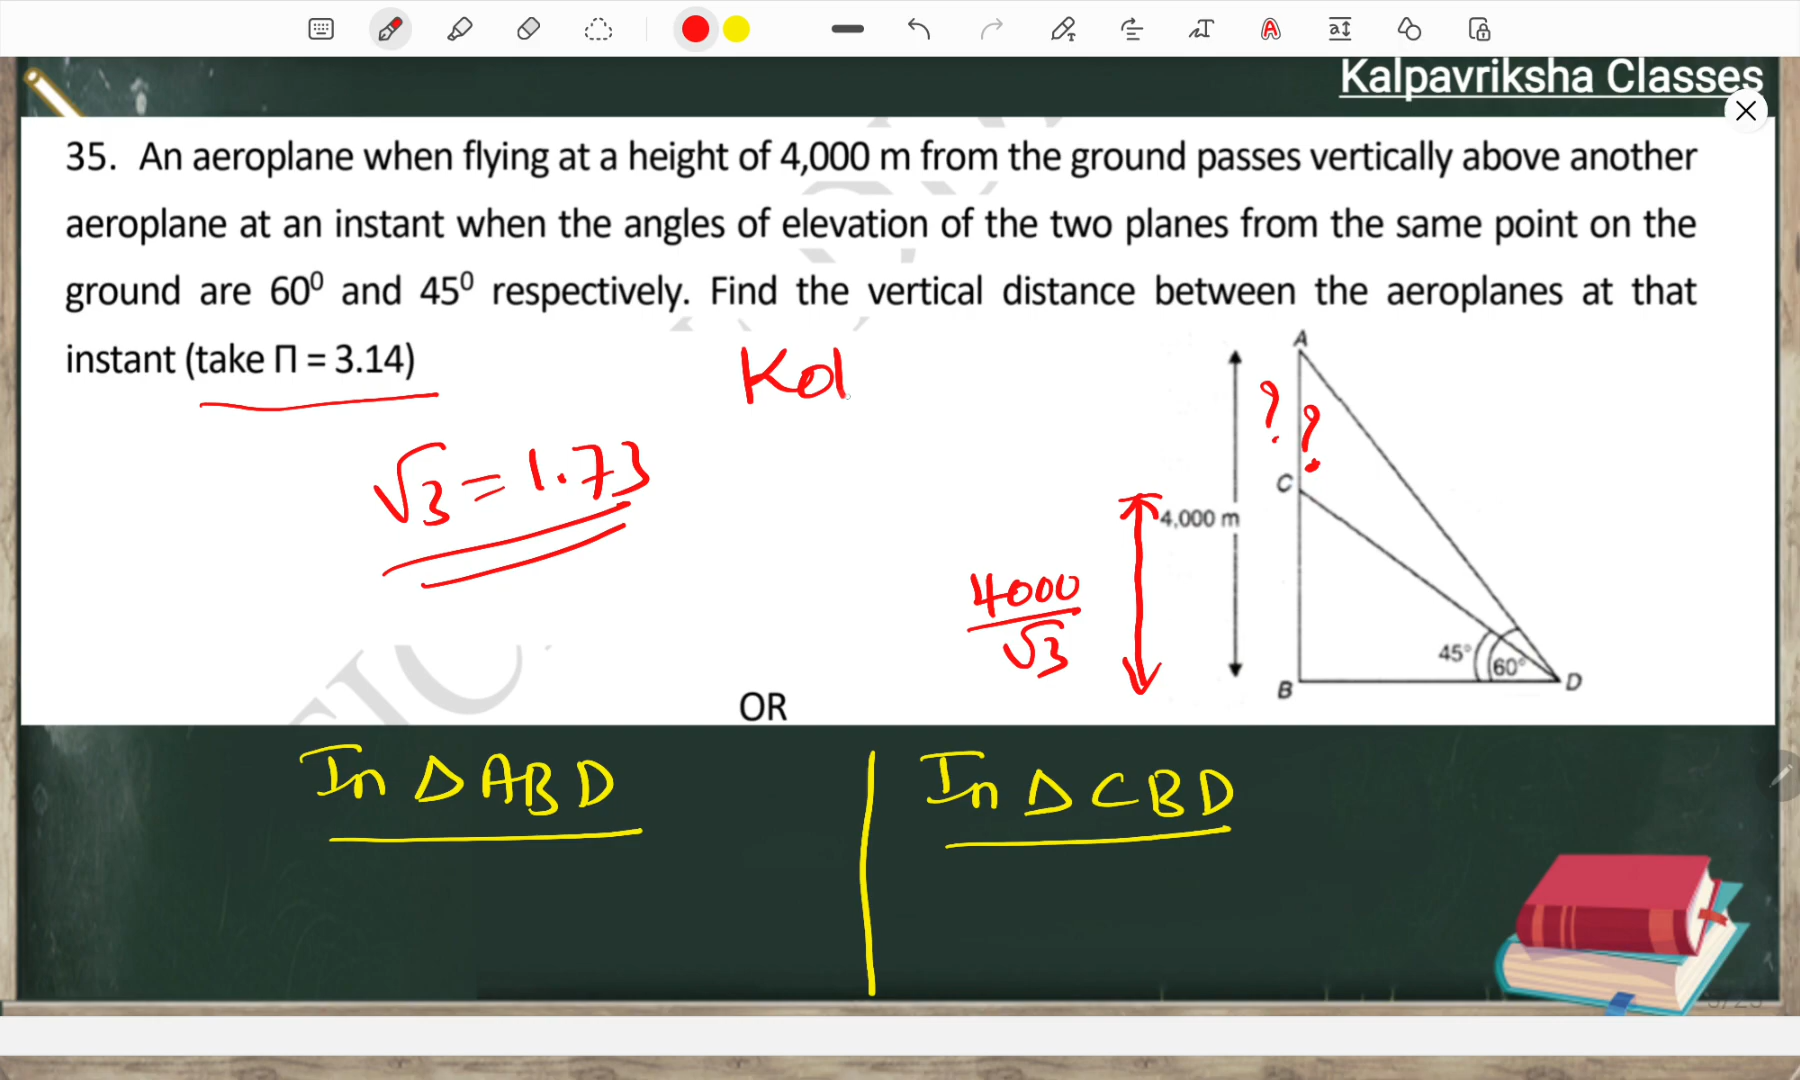 Kalpavriksha Classes
35. An aeroplane when flying at a height of 4,000 m from the ground passes vertically above another
aeroplane at an instant when the angles of elevation of the two planes from the same point on the
ground are 60⁰ and 45⁰ respectively. Find the vertical distance between the aeroplanes at that
instant (take Π = 3.14)
Kal
√3 = 1.73
A
? ?
C
4,000 m
4000/√3
45° 60°
B D
OR
In Δ ABD
In Δ CBD